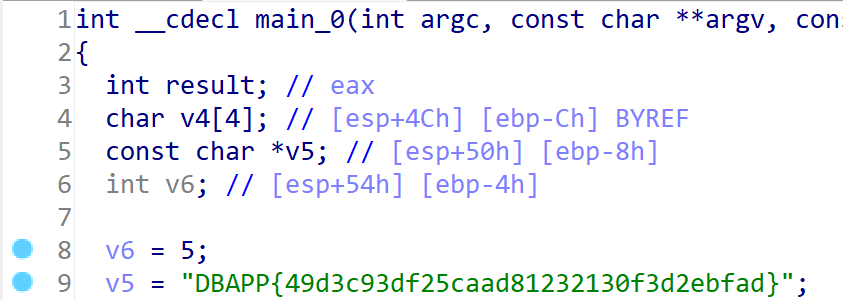 1 int __cdecl main_0(int argc, const char **argv, con
2 {
3 int result; // eax
4 char v4[4]; // [esp+4Ch] [ebp-Ch] BYREF
5 const char *v5; // [esp+50h] [ebp-8h]
6 int v6; // [esp+54h] [ebp-4h]
7
8 v6 = 5;
9 v5 = "DBAPP{49d3c93df25caad81232130f3d2ebfad}";